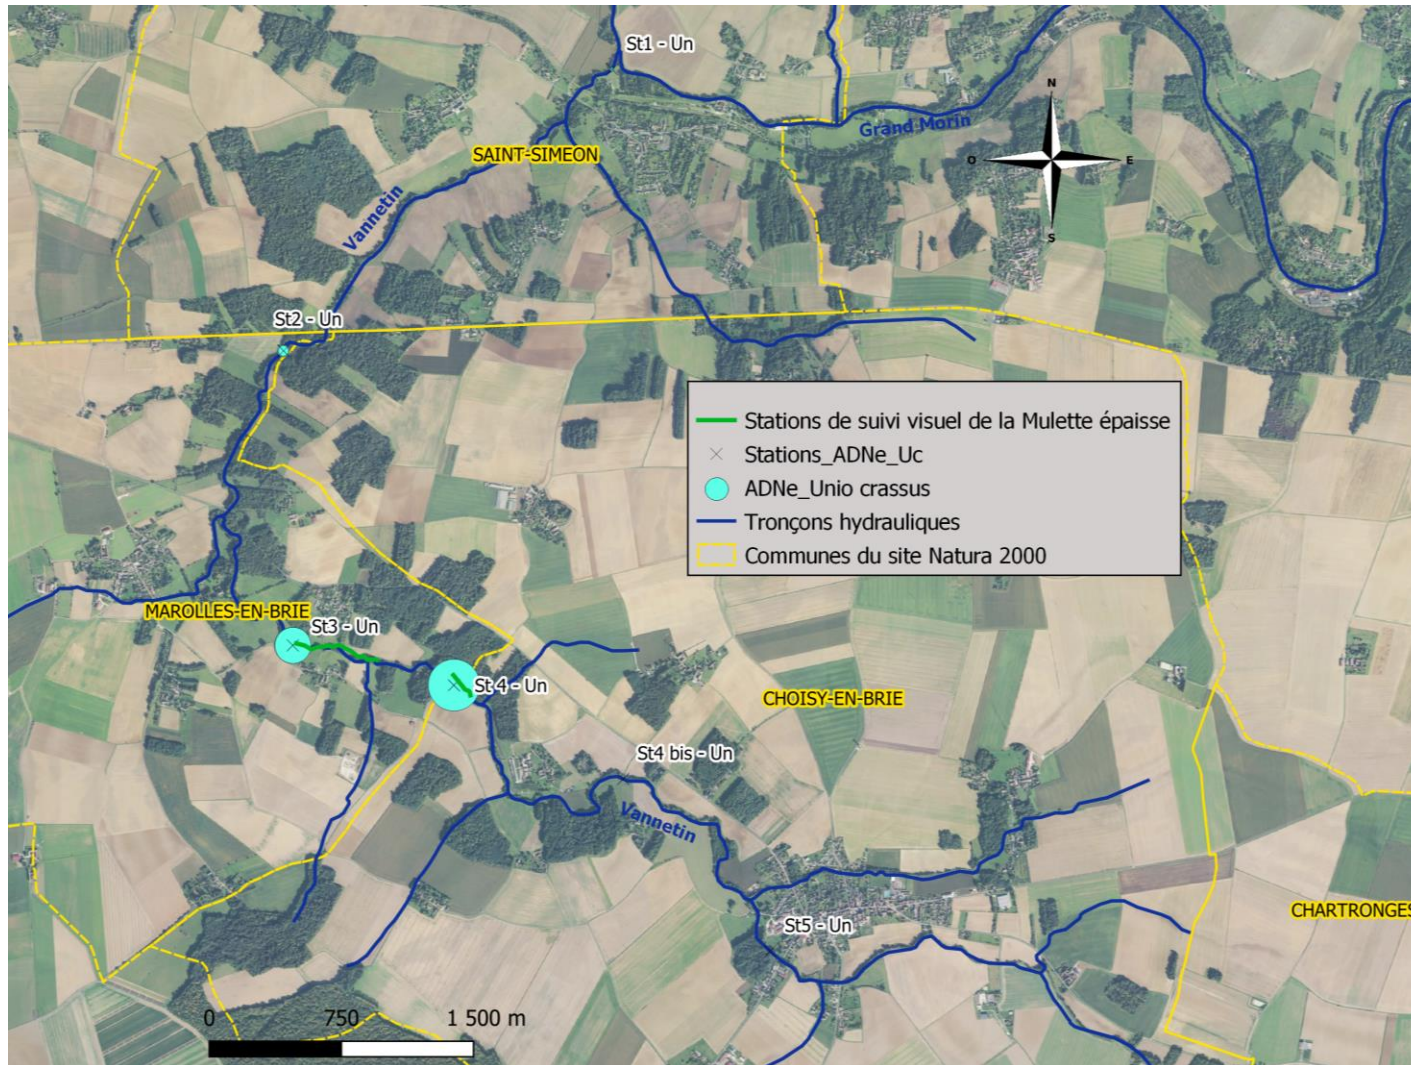 St1 - Un
Grand Morin
N
O
E
S
SAINT-SIMEON
Vannetin
St2 - Un
Stations de suivi visuel de la Mulette épaisse
Stations_ADNe_Uc
ADNe_Unio crassus
Tronçons hydrauliques
Communes du site Natura 2000
MAROLLES-EN-BRIE
St3 - Un
St 4 - Un
CHOISY-EN-BRIE
St4 bis - Un
Vannetin
St5 - Un
CHARTRONGES
0 750 1 500 m